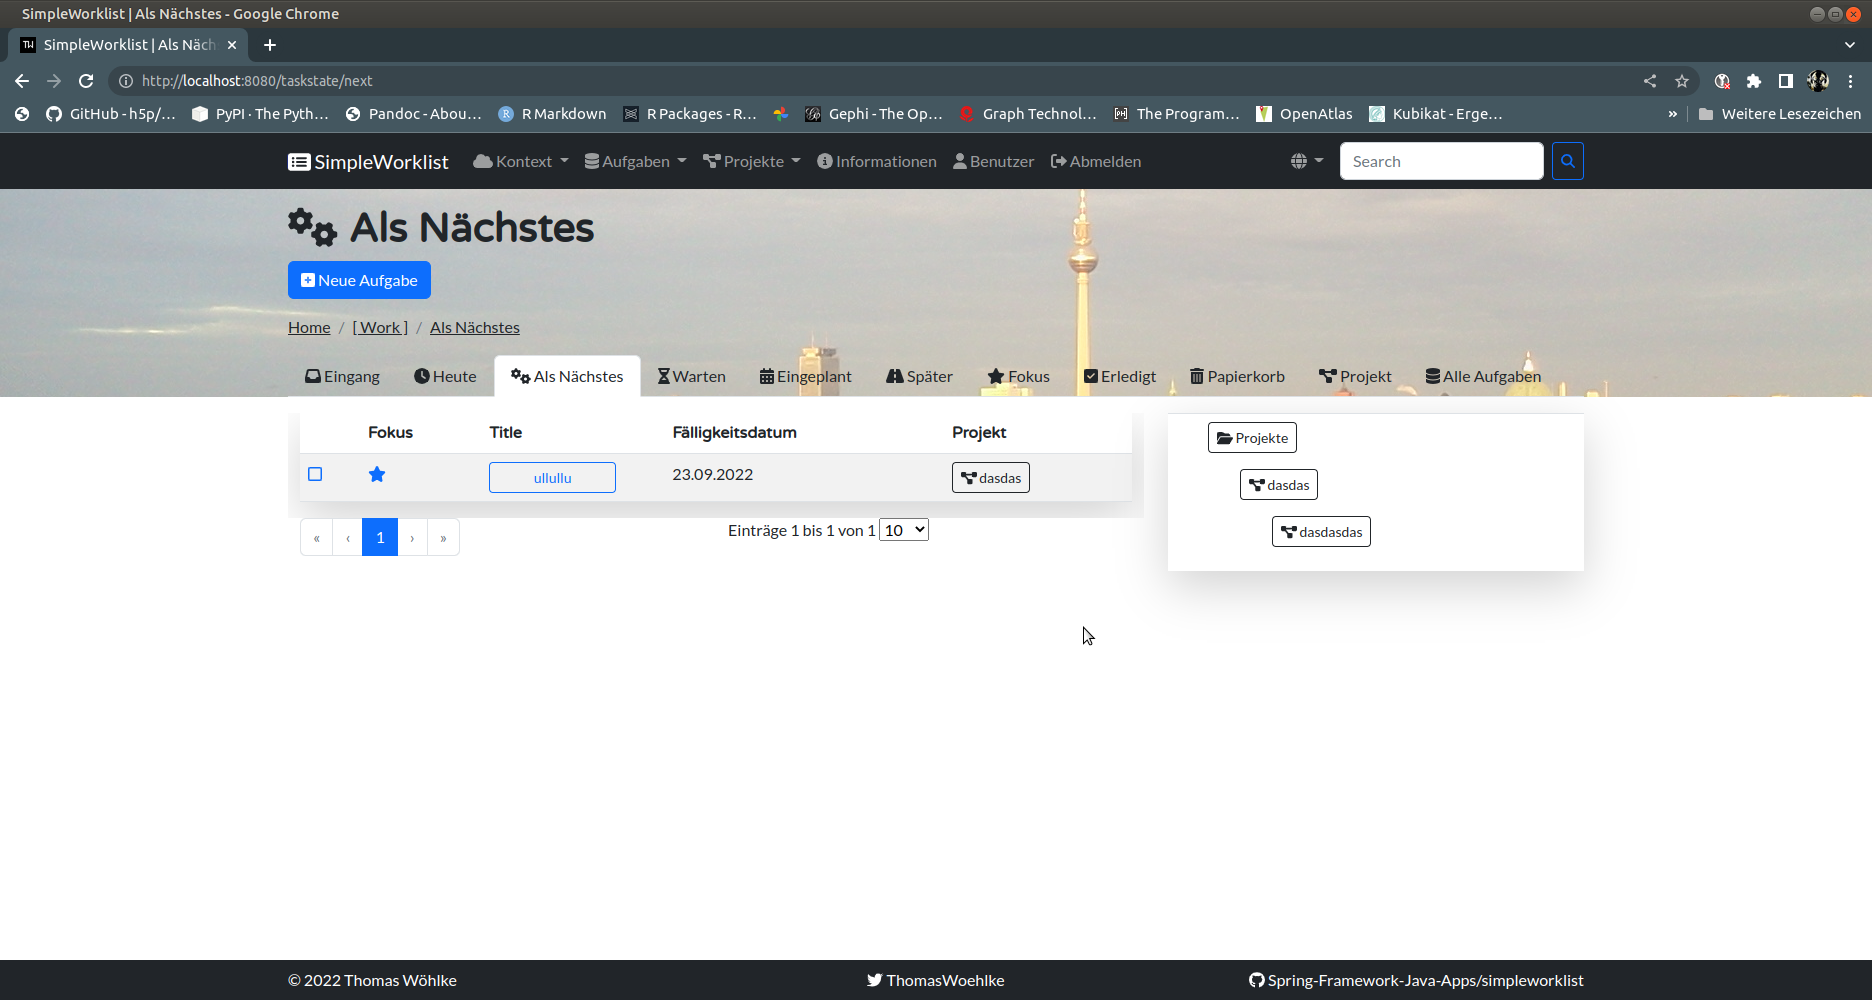 SimpleWorklist | Als Nächstes - Google Chrome
SimpleWorklist | Als Näch
http://localhost:8080/taskstate/next
GitHub - h5p/… PyPI · The Pyth… Pandoc - Abou… R Markdown R Packages - R… Gephi - The Op… Graph Technol… The Program… OpenAtlas Kubikat - Erge… » Weitere Lesezeichen
SimpleWorklist Kontext Aufgaben Projekte Informationen Benutzer Abmelden Search
Als Nächstes
Neue Aufgabe
Home / [ Work ] / Als Nächstes
Eingang Heute Als Nächstes Warten Eingeplant Später Fokus Erledigt Papierkorb Projekt Alle Aufgaben
Fokus Title Fälligkeitsdatum Projekt
ullullu 23.09.2022 dasdas
« ‹ 1 › » Einträge 1 bis 1 von 1 10
Projekte
dasdas
dasdasdas
© 2022 Thomas Wöhlke ThomasWoehlke Spring-Framework-Java-Apps/simpleworklist